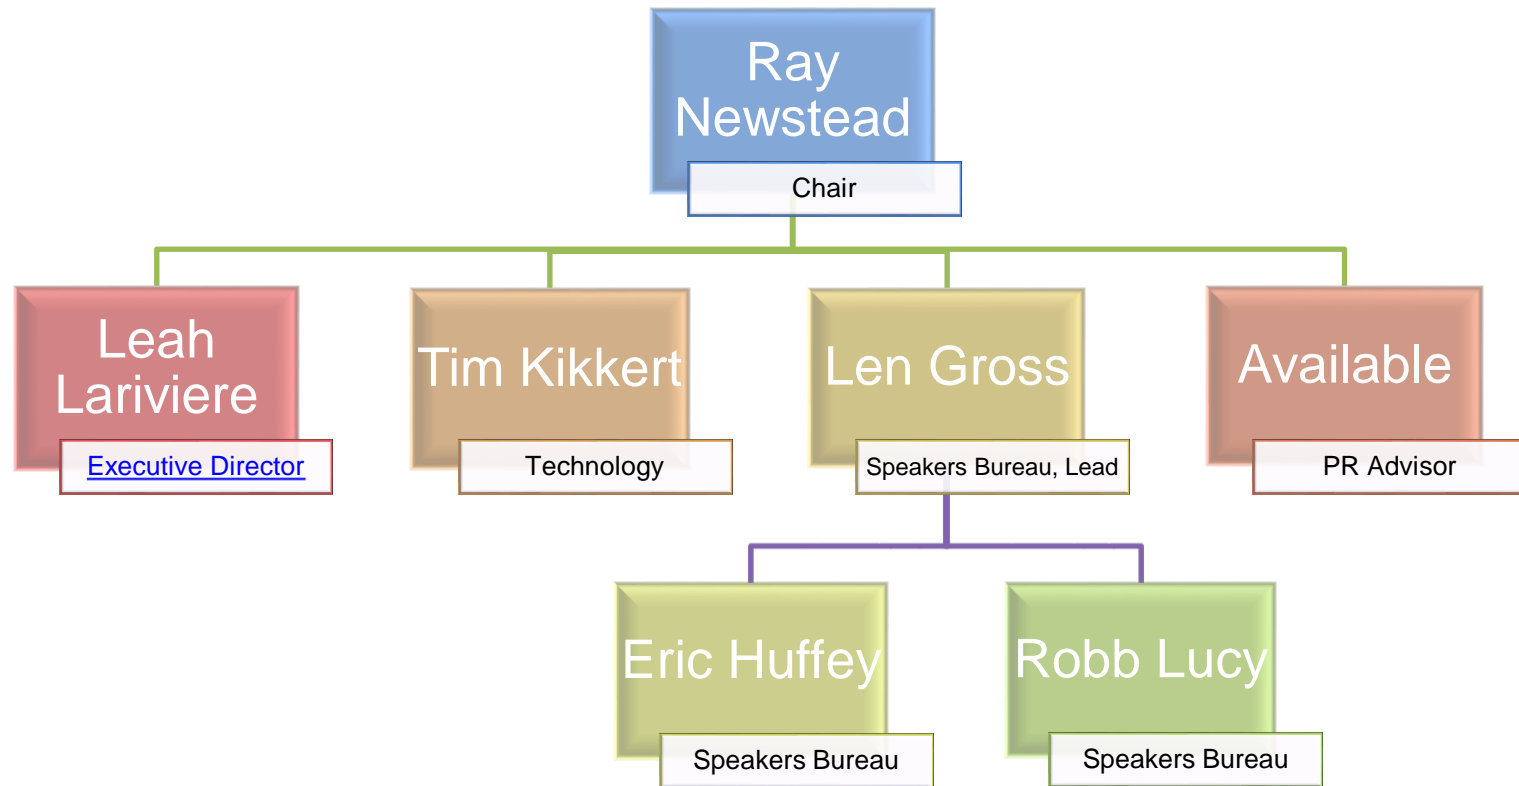 Ray
Newstead
Chair
Leah
Lariviere
Executive Director
Tim Kikkert
Technology
Len Gross
Speakers Bureau, Lead
Available
PR Advisor
Eric Huffey
Speakers Bureau
Robb Lucy
Speakers Bureau